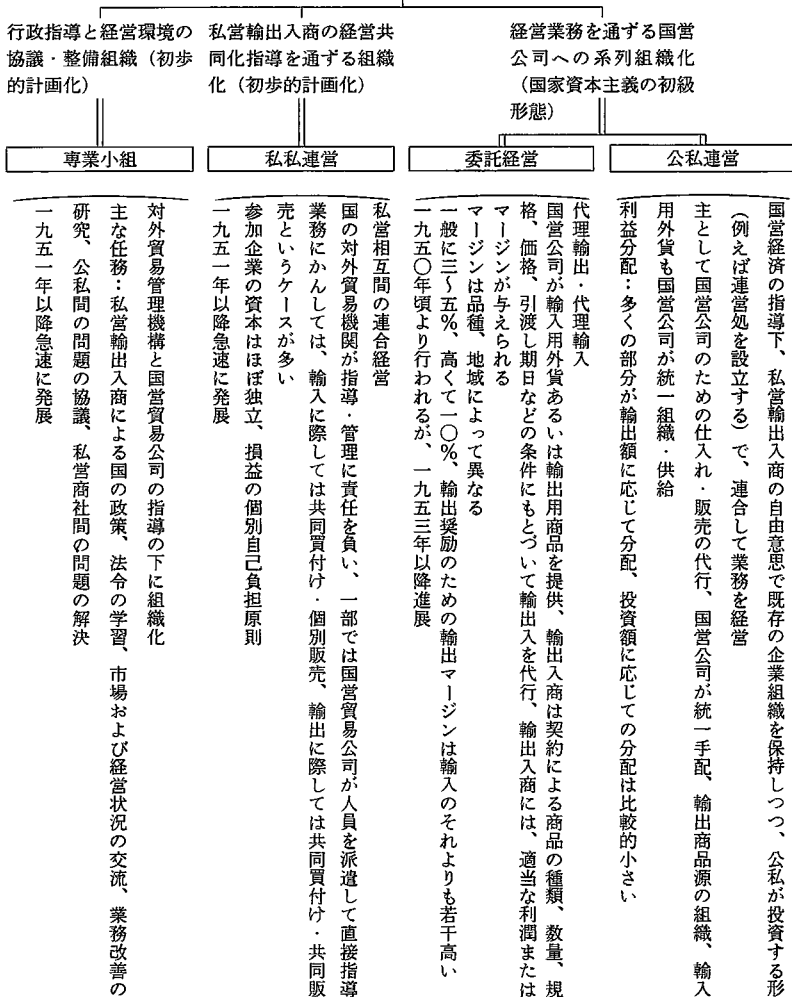 行政指導と経営環境の
協議・整備組織（初歩
的計画化）
私営輸出入商の経営共
同化指導を通ずる組織
化（初歩的計画化）
経営業務を通ずる国営
公司への系列組織化
（国家資本主義の初級
形態）
専業小組
私私連営
委託経営
公私連営
国営経済の指導下、私営輸出入商の自由意思で既存の企業組織を保持しつつ、公私が投資する形
（例えば連営処を設立する）で、連合して業務を経営
主として国営公司のための仕入れ・販売の代行、国営公司が統一手配、輸出商品源の組織、輸入
用外貨も国営公司が統一組織・供給
利益分配：多くの部分が輸出額に応じて分配、投資額に応じての分配は比較的小さい
代理輸出・代理輸入
国営公司が輸入用外貨あるいは輸出用商品を提供、輸出入商は契約による商品の種類、数量、規
格、価格、引渡し期日などの条件にもとづいて輸出入を代行、輸出入商には、適当な利潤または
マージンが与えられる
マージンは品種、地域によって異なる
一般に三〜五%、高くて一〇%、輸出奨励のための輸出マージンは輸入のそれよりも若干高い
一九五〇年頃より行われるが、一九五三年以降進展
私営相互間の連合経営
国の対外貿易機関が指導・管理に責任を負い、一部では国営貿易公司が人員を派遣して直接指導
業務にかんしては、輸入に際しては共同買付け・個別販売、輸出に際しては共同買付け・共同販
売というケースが多い
参加企業の資本はほぼ独立、損益の個別自己負担原則
一九五一年以降急速に発展
対外貿易管理機構と国営貿易公司の指導の下に組織化
主な任務：私営輸出入商による国の政策、法令の学習、市場および経営状況の交流、業務改善の
研究、公私間の問題の協議、私営商社間の問題の解決
一九五一年以降急速に発展